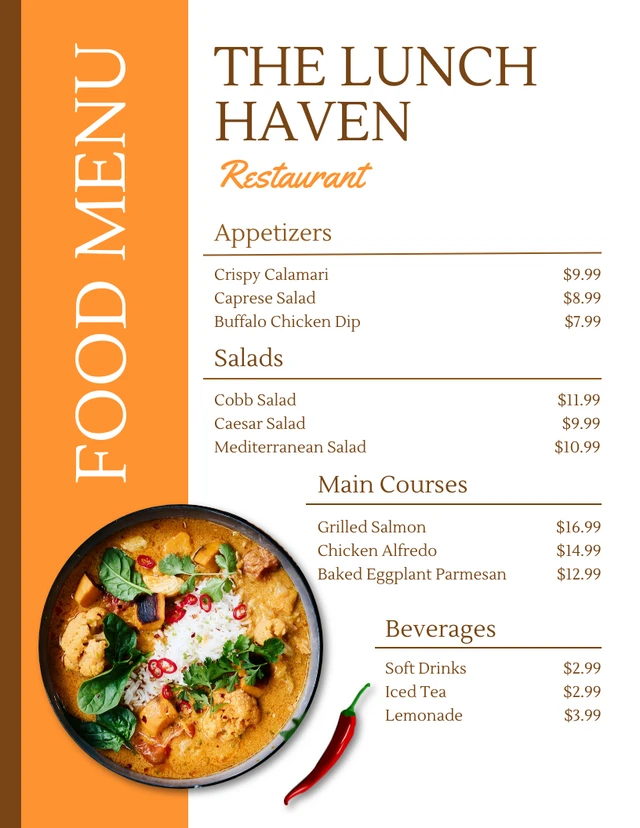 FOOD MENU
THE LUNCH
HAVEN
Restaurant
Appetizers
Crispy Calamari $9.99
Caprese Salad $8.99
Buffalo Chicken Dip $7.99
Salads
Cobb Salad $11.99
Caesar Salad $9.99
Mediterranean Salad $10.99
Main Courses
Grilled Salmon $16.99
Chicken Alfredo $14.99
Baked Eggplant Parmesan $12.99
Beverages
Soft Drinks $2.99
Iced Tea $2.99
Lemonade $3.99